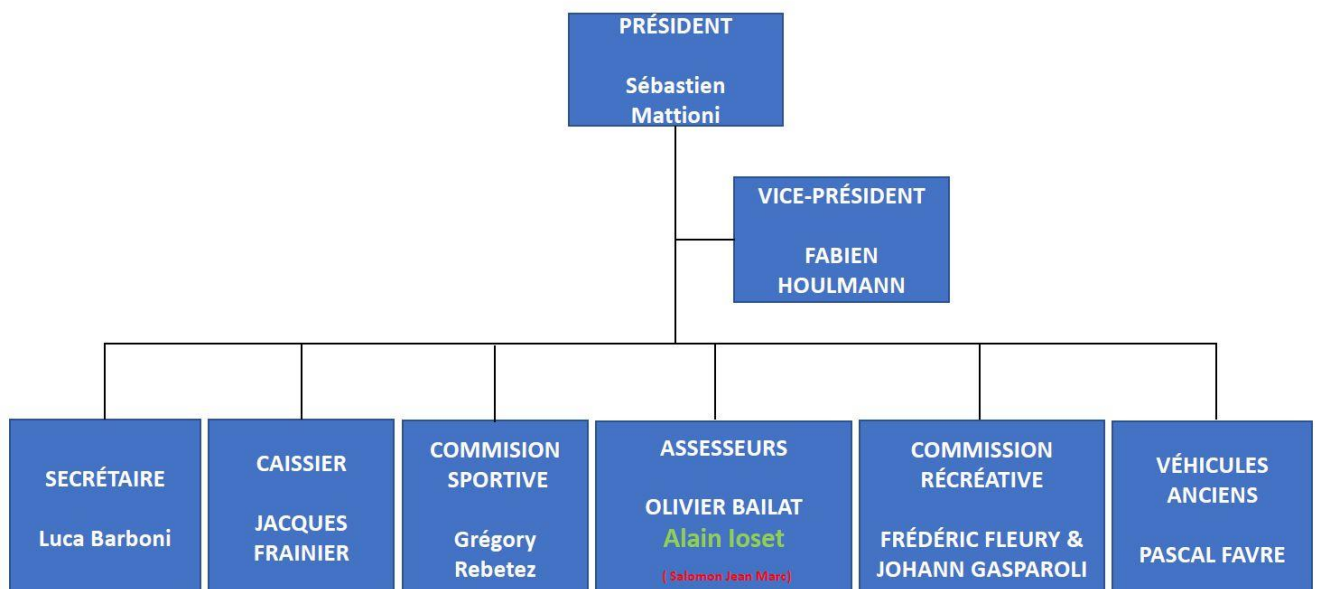 PRÉSIDENT
Sébastien
Mattioni
VICE-PRÉSIDENT
FABIEN
HOULMANN
SECRÉTAIRE
Luca Barboni
CAISSIER
JACQUES
FRAINIER
COMMISION
SPORTIVE
Grégory
Rebetez
ASSESSEURS
OLIVIER BAILAT
Alain Ioset
( Salomon Jean Marc)
COMMISSION
RÉCRÉATIVE
FRÉDÉRIC FLEURY &
JOHANN GASPAROLI
VÉHICULES
ANCIENS
PASCAL FAVRE